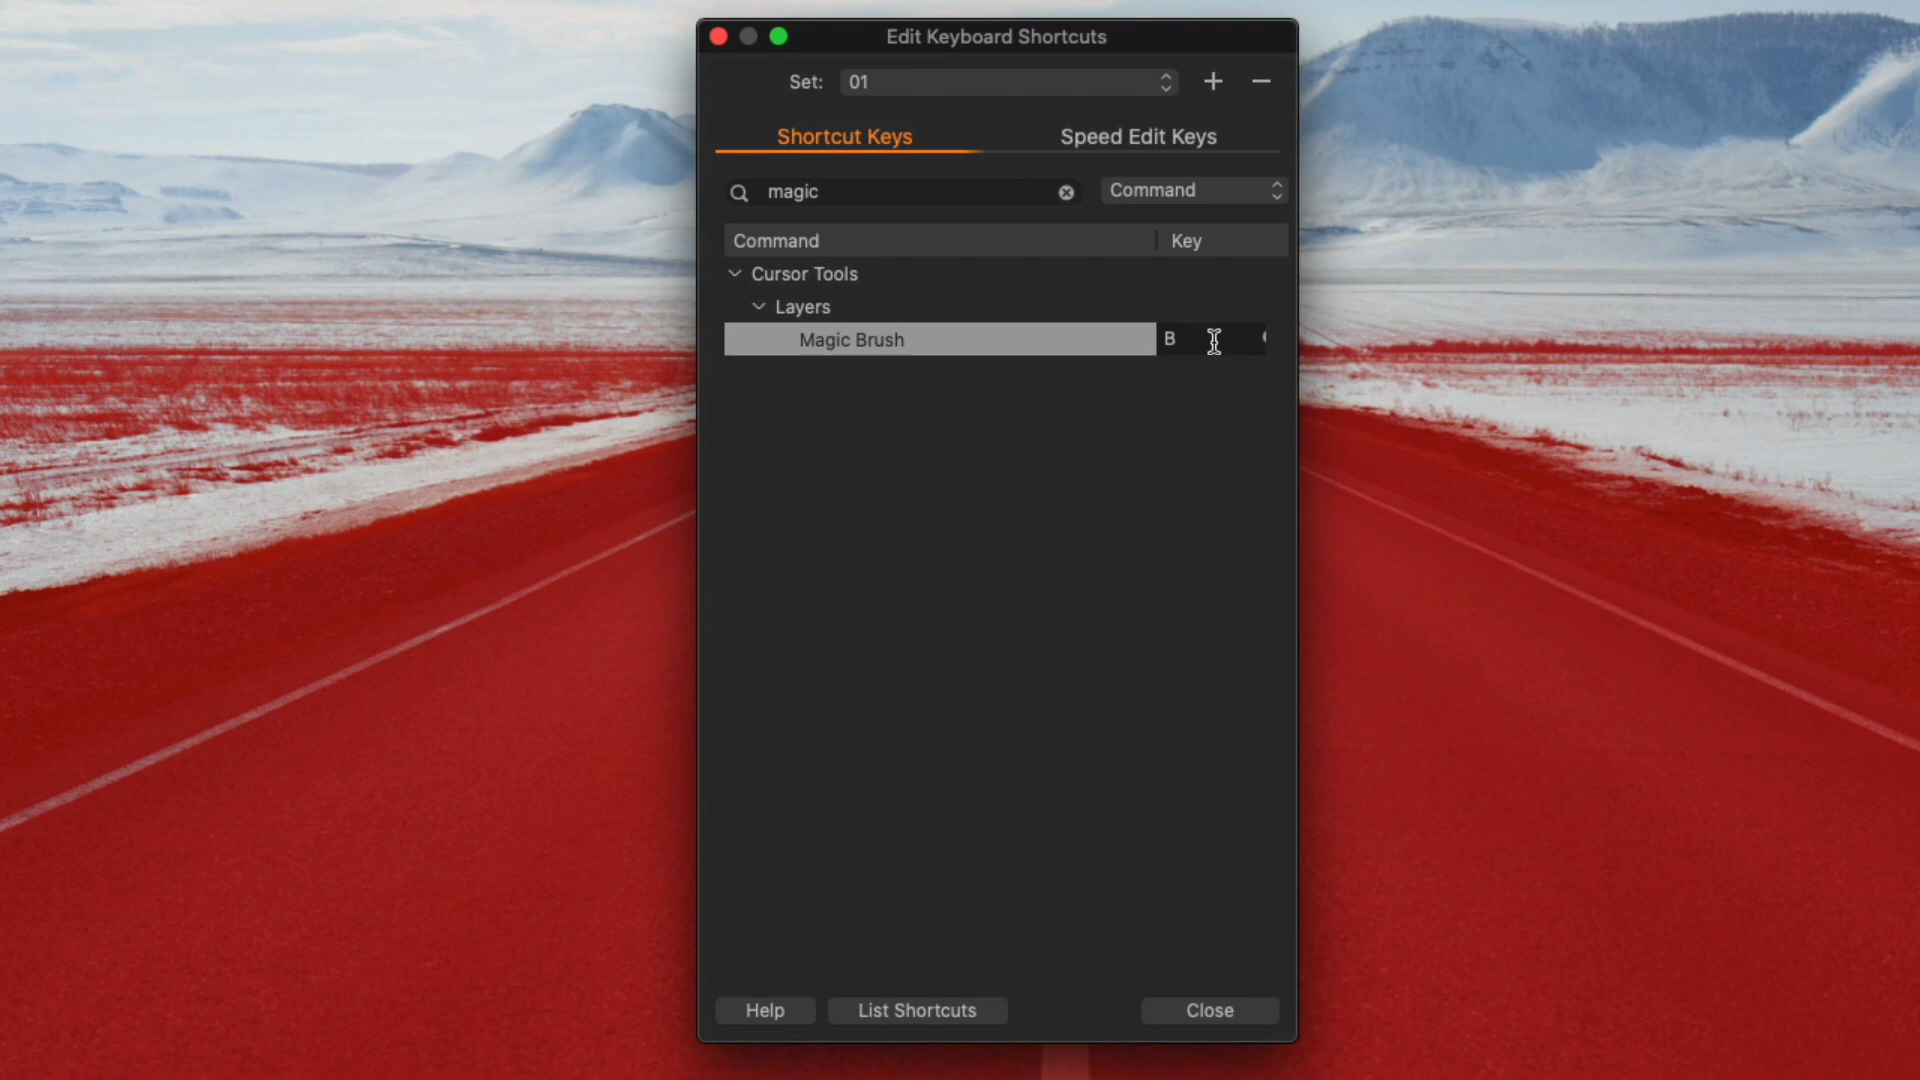 Edit Keyboard Shortcuts
Set: 01
Shortcut Keys Speed Edit Keys
magic Command
Command Key
Cursor Tools
Layers
Magic Brush B
Help List Shortcuts Close